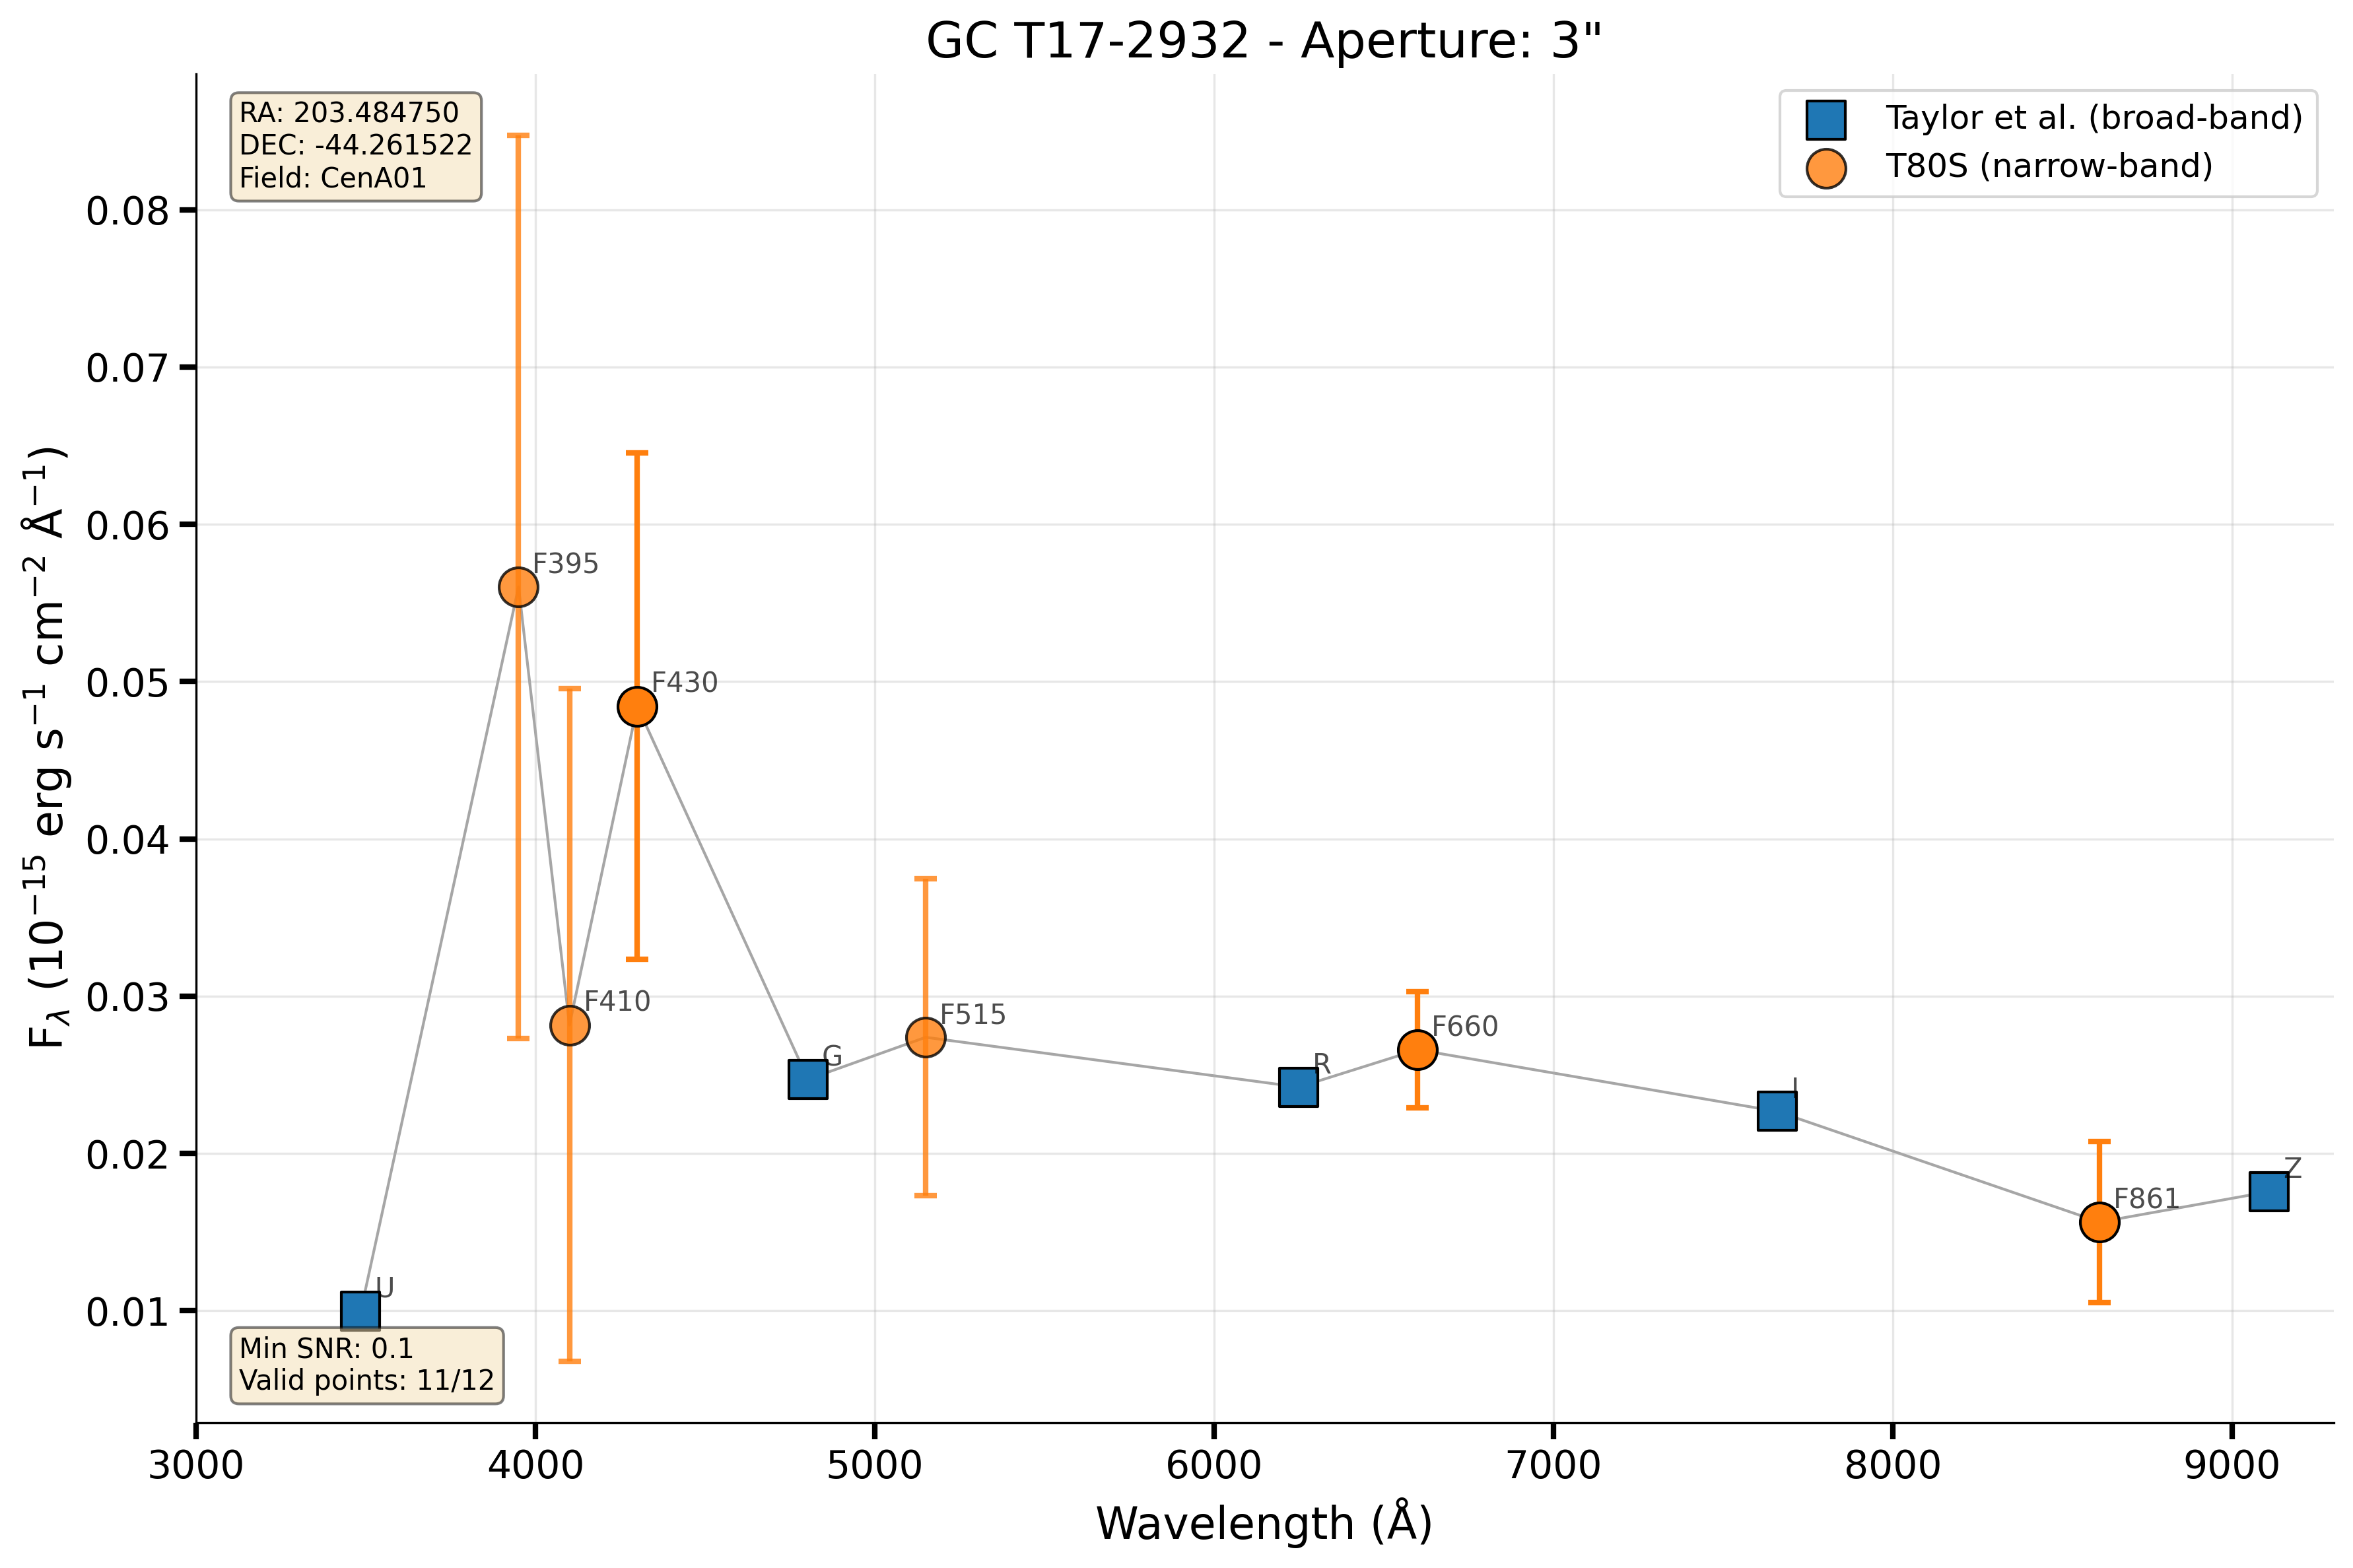 GC T17-2932 - Aperture: 3"
RA: 203.484750
DEC: -44.261522
Field: CenA01
Taylor et al. (broad-band)
T80S (narrow-band)
0.08
0.07
0.06
0.05
0.04
0.03
0.02
0.01
F_λ (10⁻¹⁵ erg s⁻¹ cm⁻² Å⁻¹)
F395
F430
F410
F515
G
R
F660
I
F861
Z
U
Min SNR: 0.1
Valid points: 11/12
3000 4000 5000 6000 7000 8000 9000
Wavelength (Å)